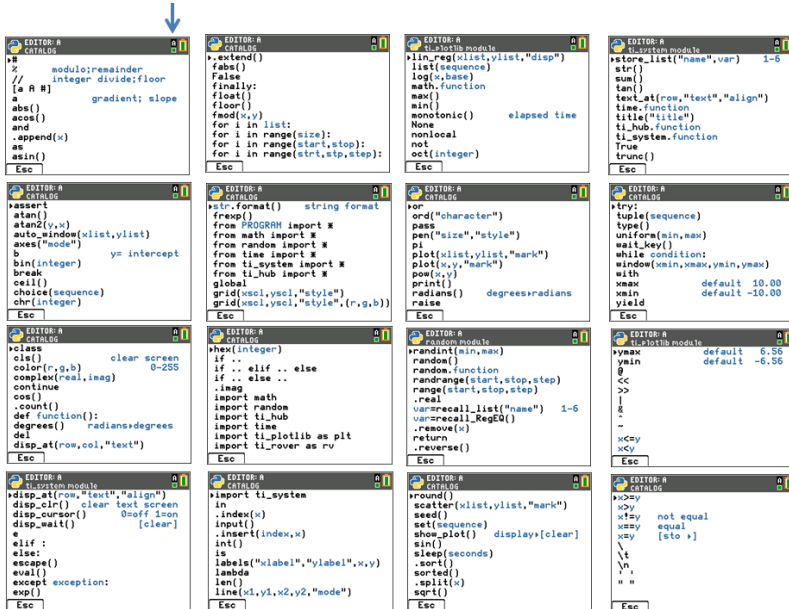 EDITOR: A A
CATALOG
▸#
% modulo;remainder
// integer divide;floor
[a A #]
a gradient; slope
abs()
acos()
and
.append(x)
as
asin()
Esc
EDITOR: A A
CATALOG
▸assert
atan()
atan2(y,x)
auto_window(xlist,ylist)
axes("mode")
b y= intercept
bin(integer)
break
ceil()
choice(sequence)
chr(integer)
Esc
EDITOR: A A
CATALOG
▸class
cls() clear screen
color(r,g,b) 0-255
complex(real,imag)
continue
cos()
.count()
def function():
degrees() radians▸degrees
del
disp_at(row,col,"text")
Esc
EDITOR: A A
ti_system module
▸disp_at(row,"text","align")
disp_clr() clear text screen
disp_cursor() 0=off 1=on
disp_wait() [clear]
e
elif :
else:
escape()
eval()
except exception:
exp()
Esc
EDITOR: A A
CATALOG
▸.extend()
fabs()
False
finally:
float()
floor()
fmod(x,y)
for i in list:
for i in range(size):
for i in range(start,stop):
for i in range(strt,stp,step):
Esc
EDITOR: A A
CATALOG
▸str.format() string format
frexp()
from PROGRAM import *
from math import *
from random import *
from time import *
from ti_system import *
from ti_hub import *
global
grid(xscl,yscl,"style")
grid(xscl,yscl,"style",(r,g,b))
Esc
EDITOR: A A
CATALOG
▸hex(integer)
if ..
if .. elif .. else
if .. else ..
.imag
import math
import random
import ti_hub
import time
import ti_plotlib as plt
import ti_rover as rv
Esc
EDITOR: A A
CATALOG
▸import ti_system
in
.index(x)
input()
.insert(index,x)
int()
is
labels("xlabel","ylabel",x,y)
lambda
len()
line(x1,y1,x2,y2,"mode")
Esc
EDITOR: A A
ti_plotlib module
▸lin_reg(xlist,ylist,"disp")
list(sequence)
log(x,base)
math.function
max()
min()
monotonic() elapsed time
None
nonlocal
not
oct(integer)
Esc
EDITOR: A A
CATALOG
▸or
ord("character")
pass
pen("size","style")
pi
plot(xlist,ylist,"mark")
plot(x,y,"mark")
pow(x,y)
print()
radians() degrees▸radians
raise
Esc
EDITOR: A A
random module
▸randint(min,max)
random()
random.function
randrange(start,stop,step)
range(start,stop,step)
.real
var=recall_list("name") 1-6
var=recall_RegEQ()
.remove(x)
return
.reverse()
Esc
EDITOR: A A
CATALOG
▸round()
scatter(xlist,ylist,"mark")
seed()
set(sequence)
show_plot() display▸[clear]
sin()
sleep(seconds)
.sort()
sorted()
.split(x)
sqrt()
Esc
EDITOR: A A
ti_system module
▸store_list("name",var) 1-6
str()
sum()
tan()
text_at(row,"text","align")
time.function
title("title")
ti_hub.function
ti_system.function
True
trunc()
Esc
EDITOR: A A
CATALOG
▸try:
tuple(sequence)
type()
uniform(min,max)
wait_key()
while condition:
window(xmin,xmax,ymin,ymax)
with
xmax default 10.00
xmin default -10.00
yield
Esc
EDITOR: A A
ti_plotlib module
▸ymax default 6.56
ymin default -6.56
@
<<
>>
|
&
^
~
x<=y
x<y
Esc
EDITOR: A A
CATALOG
▸x>=y
x>y
x!=y not equal
x==y equal
x=y [sto ▸]
\
\t
\n
' '
" "
Esc